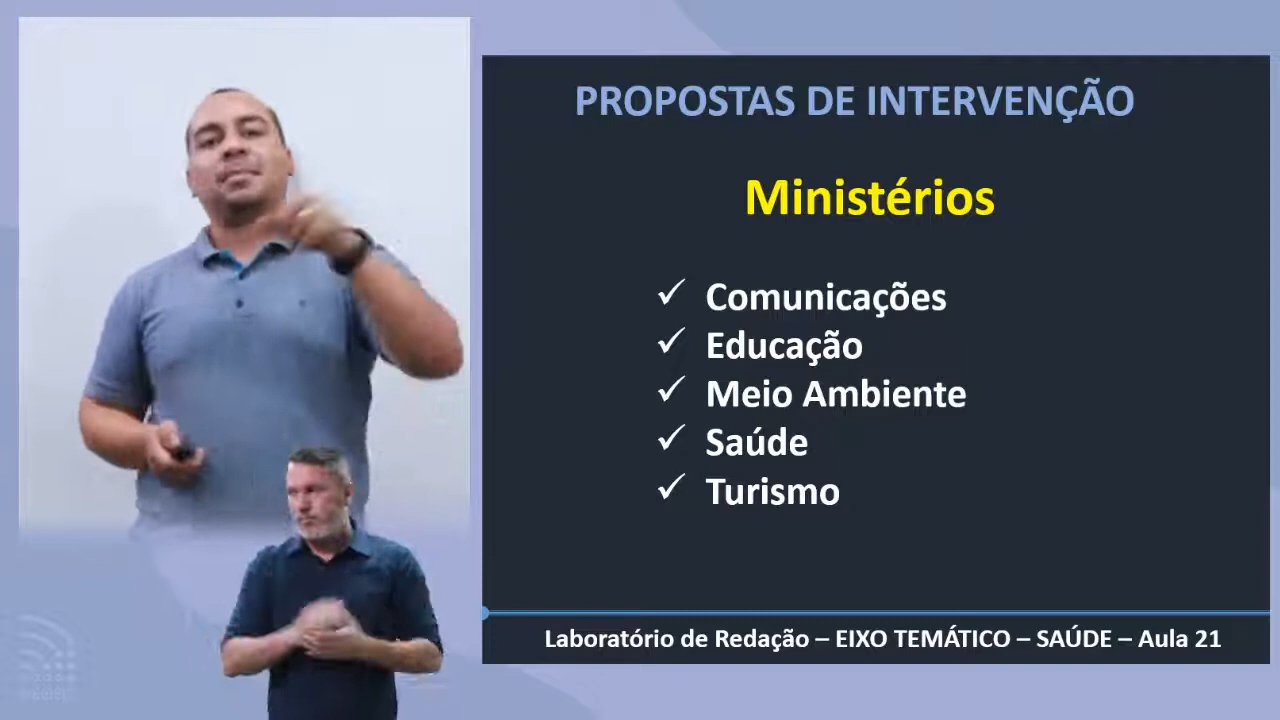 PROPOSTAS DE INTERVENÇÃO
Ministérios
✓ Comunicações
✓ Educação
✓ Meio Ambiente
✓ Saúde
✓ Turismo
Laboratório de Redação – EIXO TEMÁTICO – SAÚDE – Aula 21